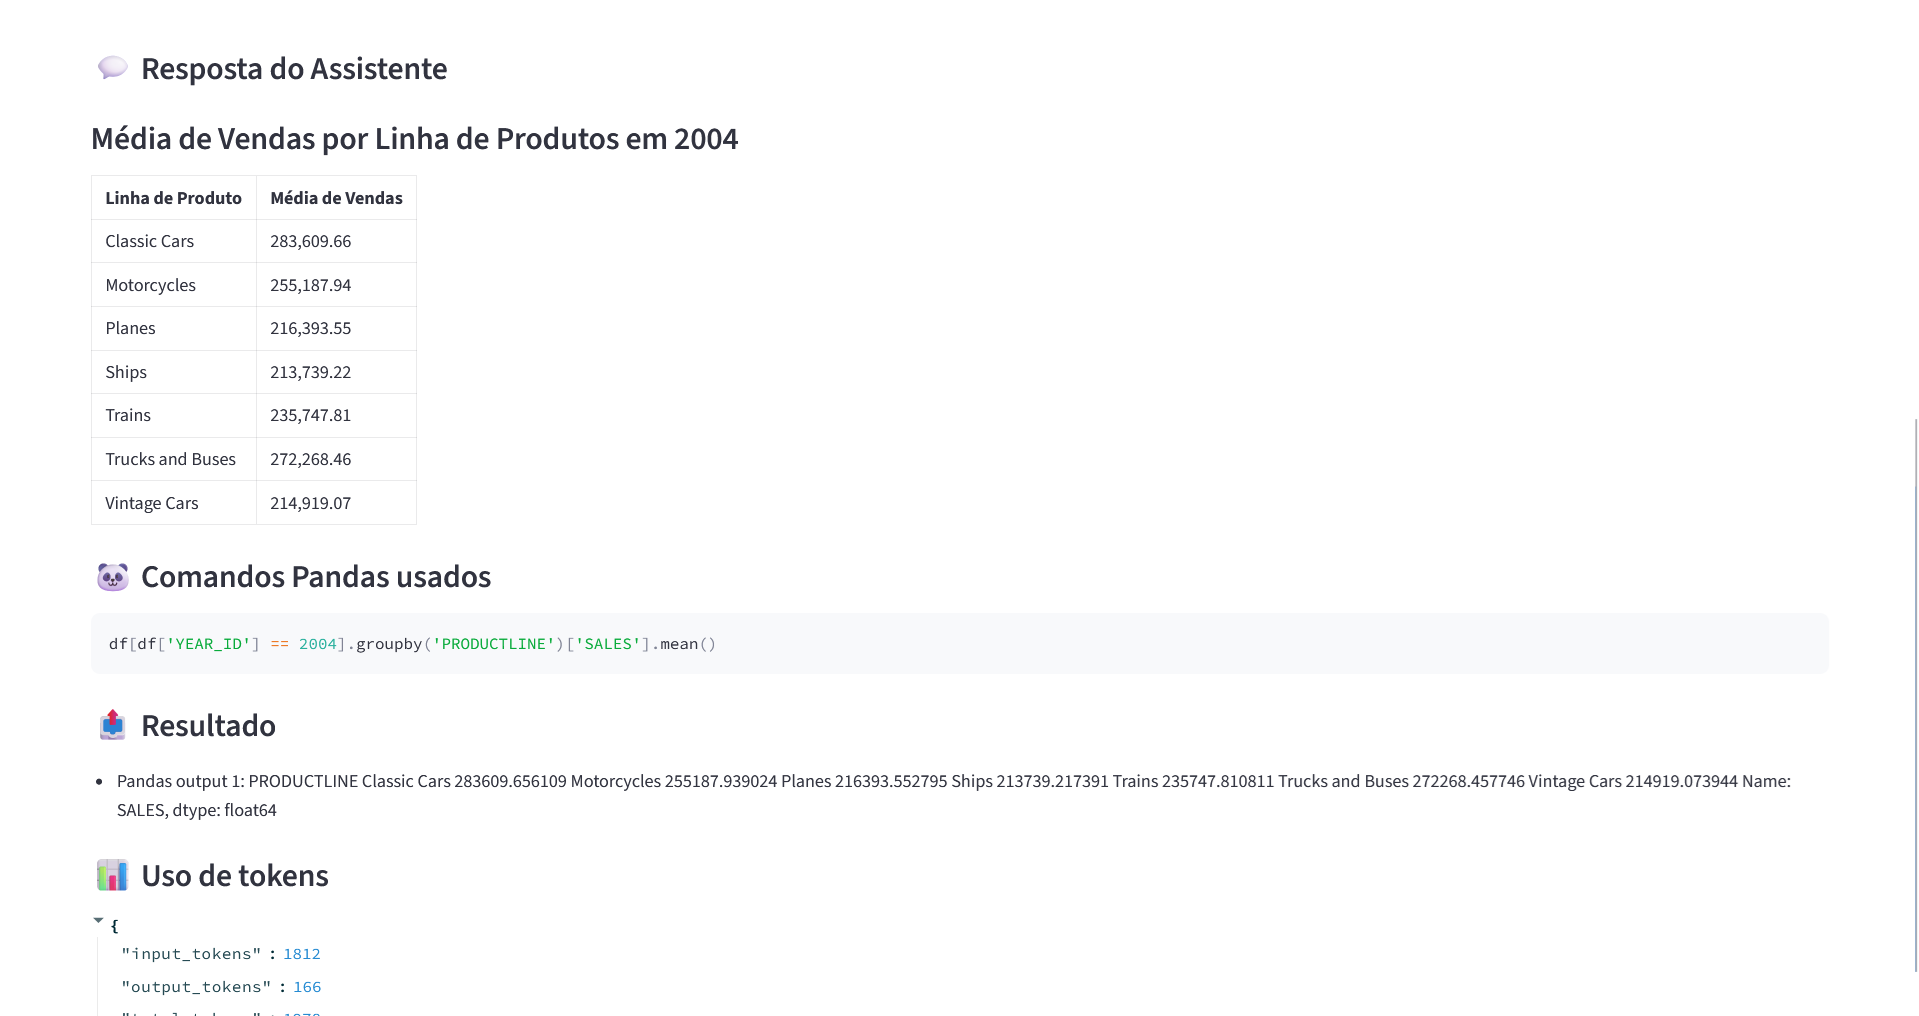 Resposta do Assistente
Média de Vendas por Linha de Produtos em 2004
Linha de Produto Média de Vendas
Classic Cars 283,609.66
Motorcycles 255,187.94
Planes 216,393.55
Ships 213,739.22
Trains 235,747.81
Trucks and Buses 272,268.46
Vintage Cars 214,919.07
Comandos Pandas usados
df[df['YEAR_ID'] == 2004].groupby('PRODUCTLINE')['SALES'].mean()
Resultado
• Pandas output 1: PRODUCTLINE Classic Cars 283609.656109 Motorcycles 255187.939024 Planes 216393.552795 Ships 213739.217391 Trains 235747.810811 Trucks and Buses 272268.457746 Vintage Cars 214919.073944 Name:
SALES, dtype: float64
Uso de tokens
{
"input_tokens" : 1812
"output_tokens" : 166